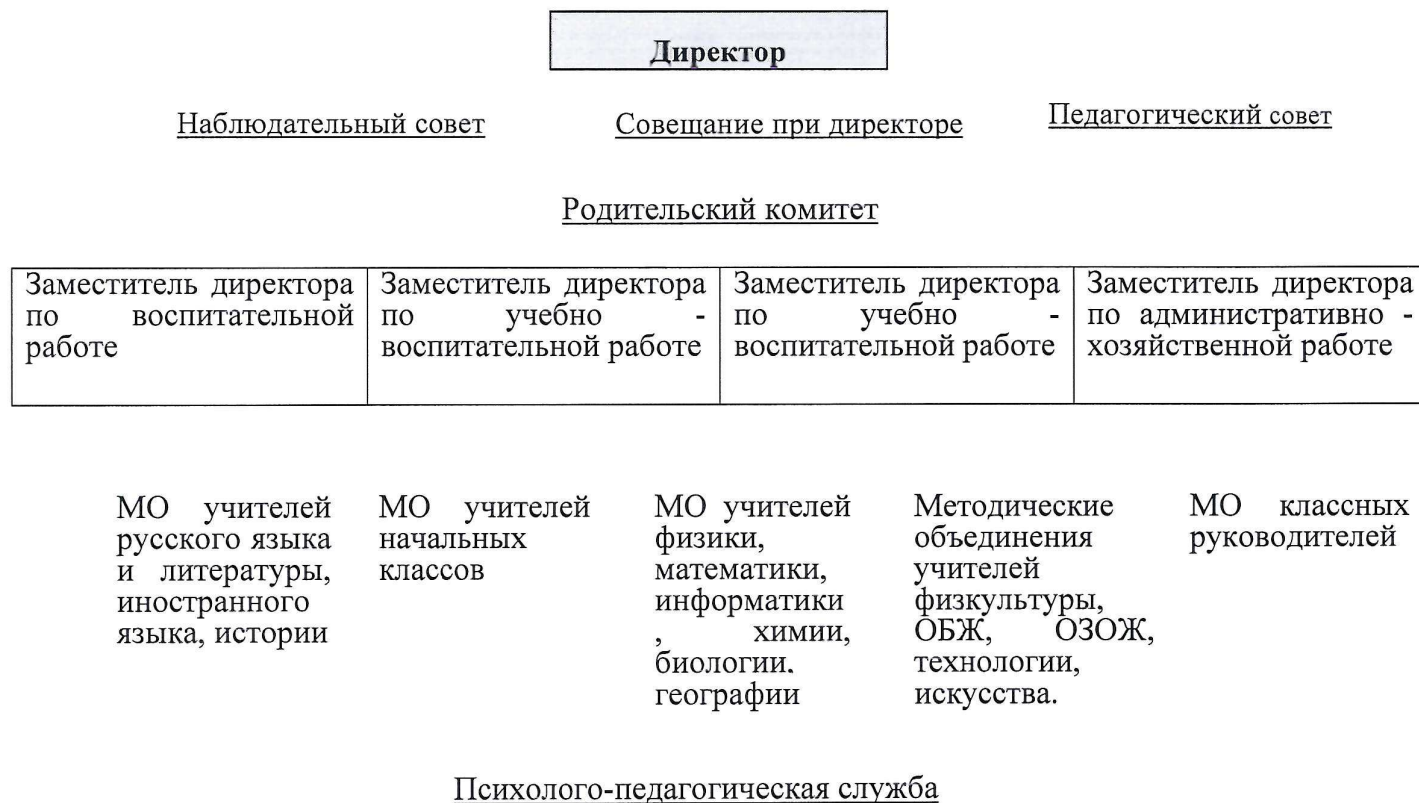 Директор
Наблюдательный совет
Совещание при директоре
Педагогический совет
Родительский комитет
Заместитель директора
по воспитательной
работе
Заместитель директора
по учебно -
воспитательной работе
Заместитель директора
по учебно -
воспитательной работе
Заместитель директора
по административно -
хозяйственной работе
МО учителей
русского языка
и литературы,
иностранного
языка, истории
МО учителей
начальных
классов
МО учителей
физики,
математики,
информатики
, химии,
биологии.
географии
Методические
объединения
учителей
физкультуры,
ОБЖ, ОЗОЖ,
технологии,
искусства.
МО классных
руководителей
Психолого-педагогическая служба